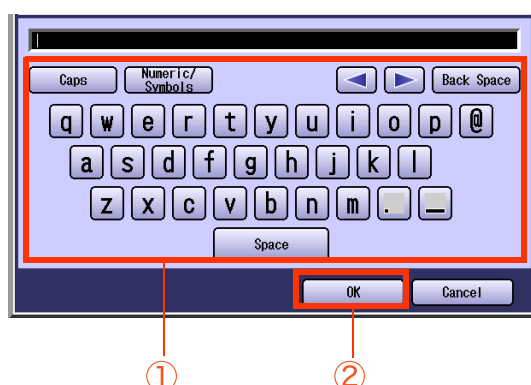 Caps Numeric/ Back Space
Symbols
q w e r t y u i o p @
a s d f g h j k l
z x c v b n m . _
Space
OK Cancel
① ②